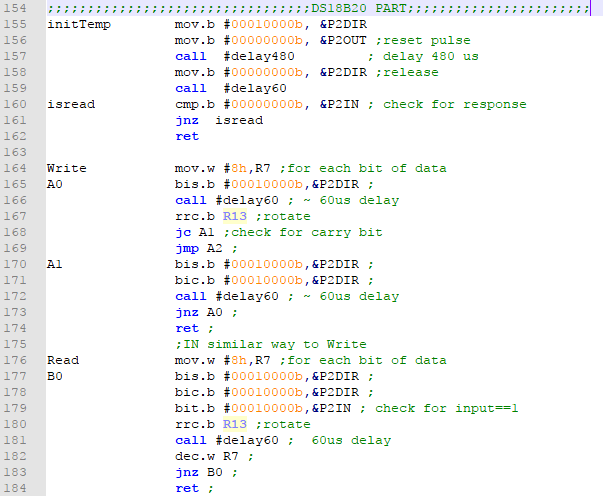 154 ;;;;;;;;;;;;;;;;;;;;;;;;;;;;;;;;;DS18B20 PART;;;;;;;;;;;;;;;;;;;;;;;
155 initTemp mov.b #00010000b, &P2DIR
156 mov.b #00000000b, &P2OUT ;reset pulse
157 call #delay480 ; delay 480 us
158 mov.b #00000000b, &P2DIR ;release
159 call #delay60
160 isread cmp.b #00000000b, &P2IN ; check for response
161 jnz isread
162 ret
163
164 Write mov.w #8h,R7 ;for each bit of data
165 A0 bis.b #00010000b,&P2DIR ;
166 call #delay60 ; ~ 60us delay
167 rrc.b R13 ;rotate
168 jc A1 ;check for carry bit
169 jmp A2 ;
170 A1 bis.b #00010000b,&P2DIR ;
171 bic.b #00010000b,&P2DIR ;
172 call #delay60 ; ~ 60us delay
173 jnz A0 ;
174 ret ;
175 ;IN similar way to Write
176 Read mov.w #8h,R7 ;for each bit of data
177 B0 bis.b #00010000b,&P2DIR ;
178 bic.b #00010000b,&P2DIR ;
179 bit.b #00010000b,&P2IN ; check for input==1
180 rrc.b R13 ;rotate
181 call #delay60 ; 60us delay
182 dec.w R7 ;
183 jnz B0 ;
184 ret ;